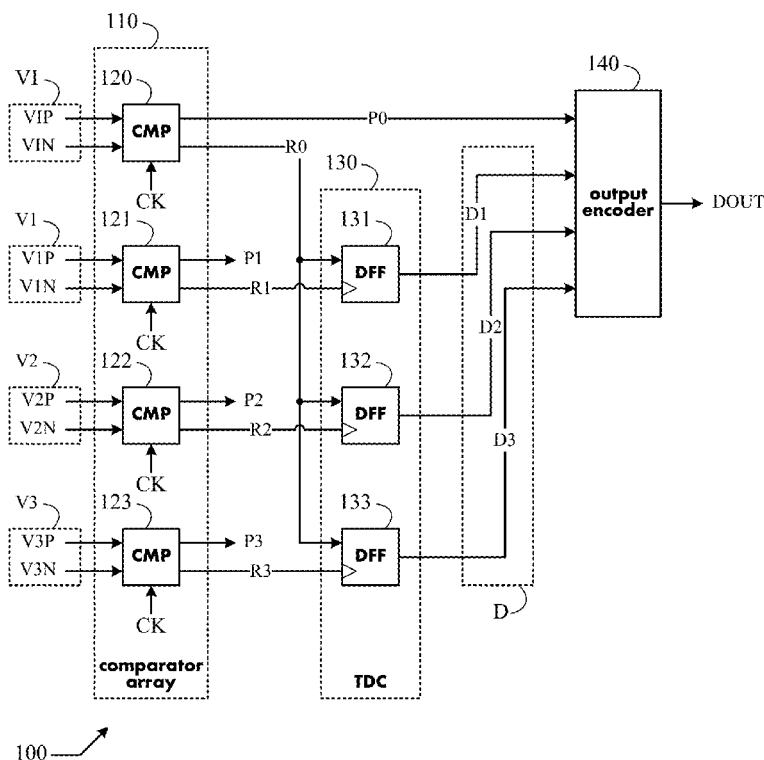 110
VI
120
140
VIP
VIN
CMP
P0
R0
CK
130
V1
121
131
D1
output
encoder
DOUT
V1P
V1N
CMP
P1
R1
DFF
CK
D2
V2
122
132
V2P
V2N
CMP
P2
R2
DFF
D3
CK
V3
123
133
V3P
V3N
CMP
P3
R3
DFF
CK
D
comparator
array
TDC
100